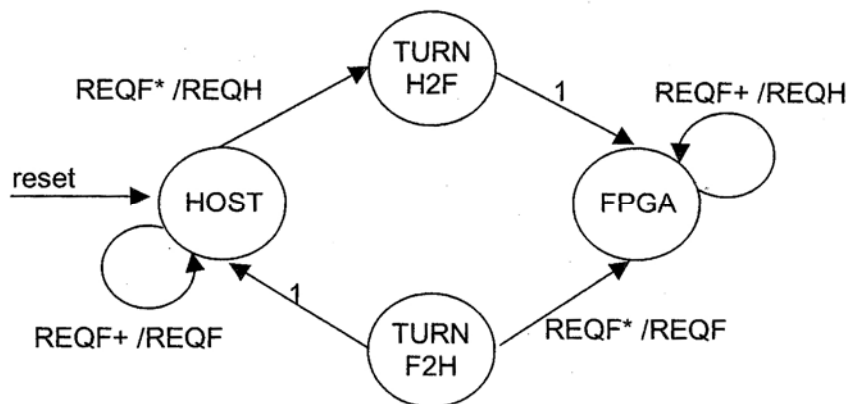 TURN
H2F
REQF* /REQH
1
REQF+ /REQH
reset
HOST
FPGA
1
REQF+ /REQF
TURN
F2H
REQF* /REQF